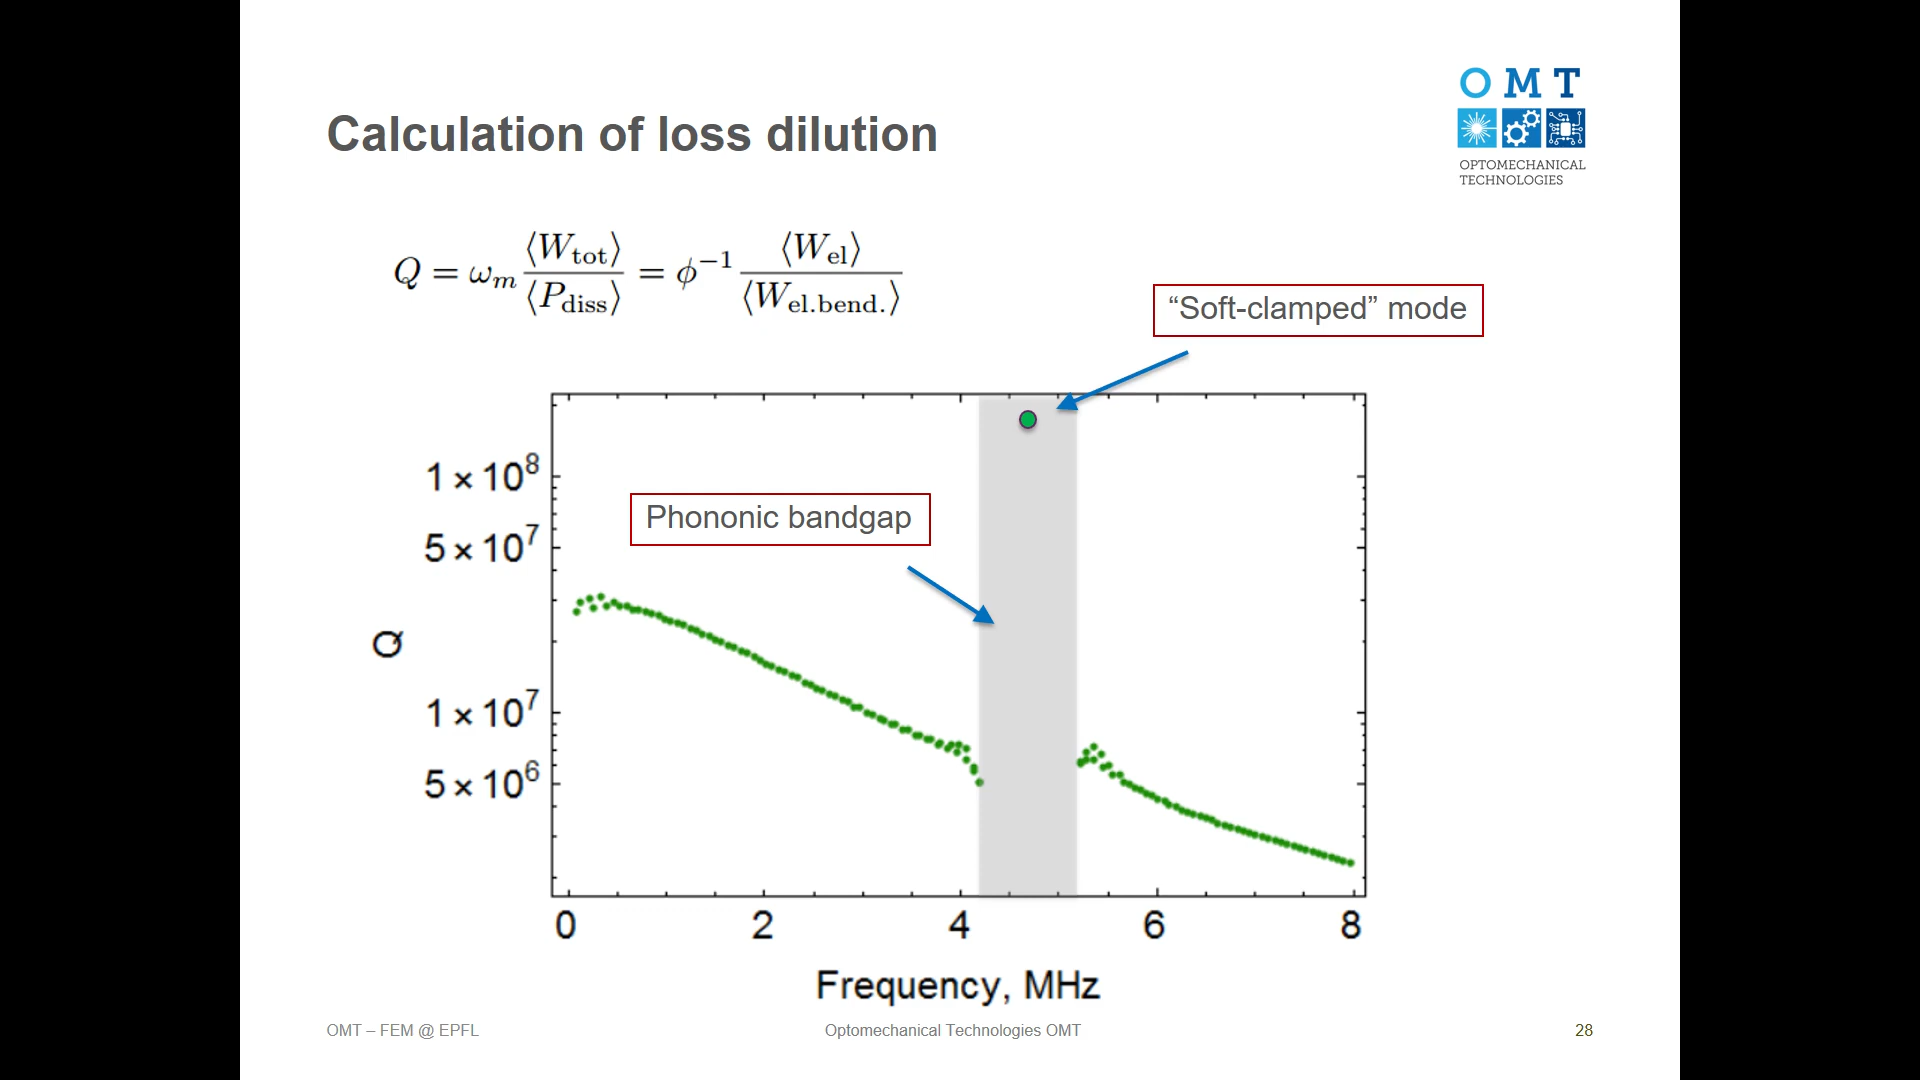 OMT
OPTOMECHANICAL
TECHNOLOGIES
Calculation of loss dilution
Q = ω_m ⟨W_tot⟩ / ⟨P_diss⟩ = ϕ^−1 ⟨W_el⟩ / ⟨W_el.bend.⟩
“Soft-clamped” mode
Phononic bandgap
1×10^8
5×10^7
1×10^7
5×10^6
Q
0 2 4 6 8
Frequency, MHz
OMT – FEM @ EPFL
Optomechanical Technologies OMT
28